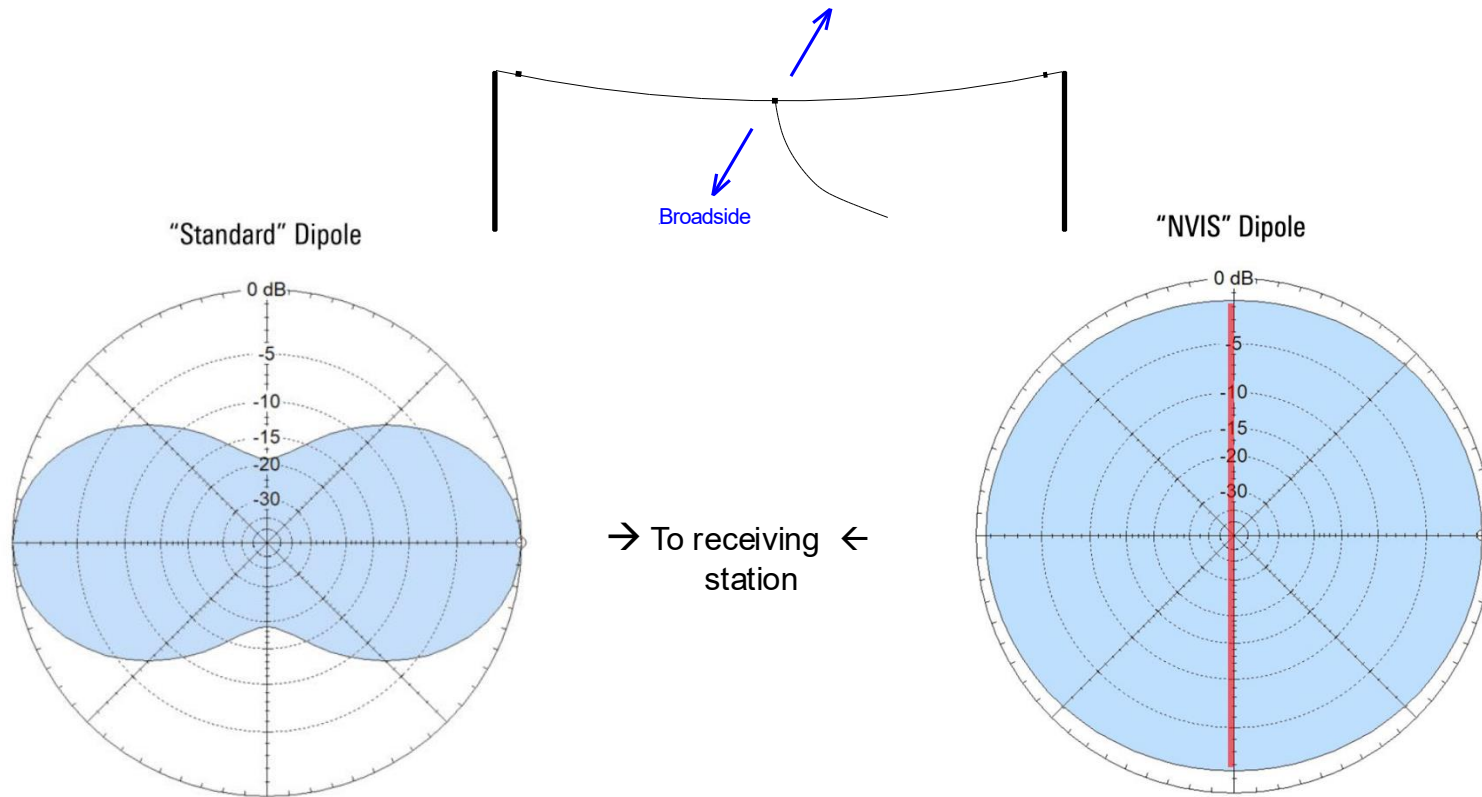 Broadside
"Standard" Dipole
"NVIS" Dipole
0 dB
-5
-10
-15
-20
-30
→ To receiving ←
station
0 dB
-5
-10
-15
-20
-30